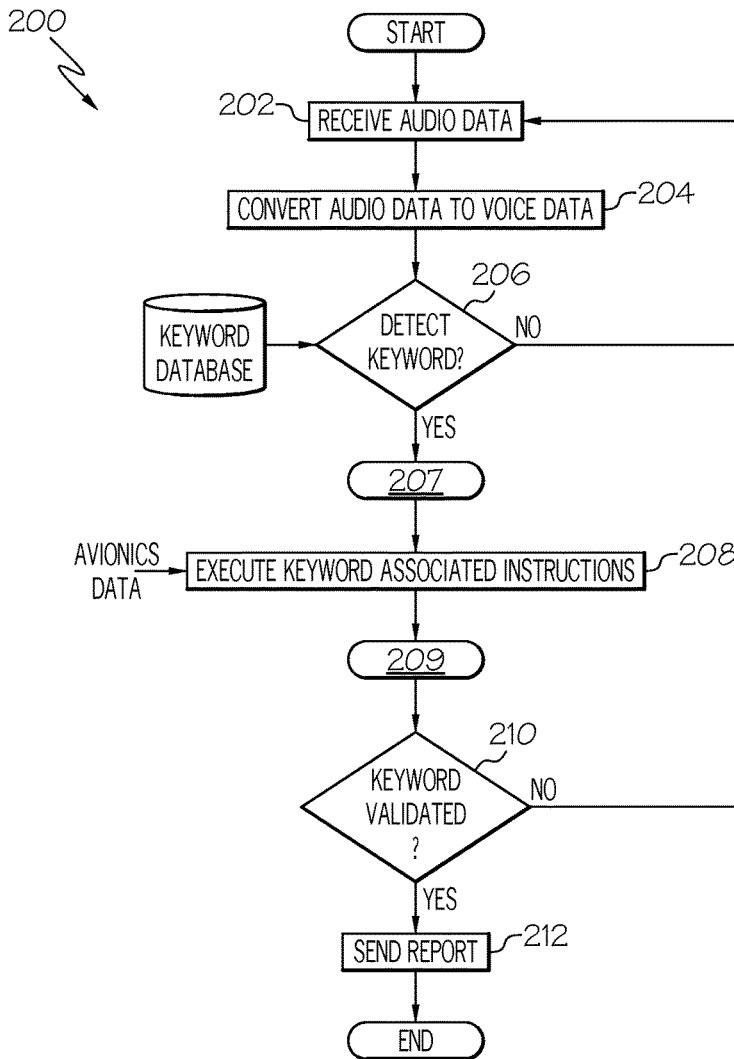 200
START
202
RECEIVE AUDIO DATA
CONVERT AUDIO DATA TO VOICE DATA
204
206
KEYWORD
DATABASE
DETECT
KEYWORD?
NO
YES
207
AVIONICS
DATA
EXECUTE KEYWORD ASSOCIATED INSTRUCTIONS
208
209
210
KEYWORD
VALIDATED
?
NO
YES
SEND REPORT
212
END